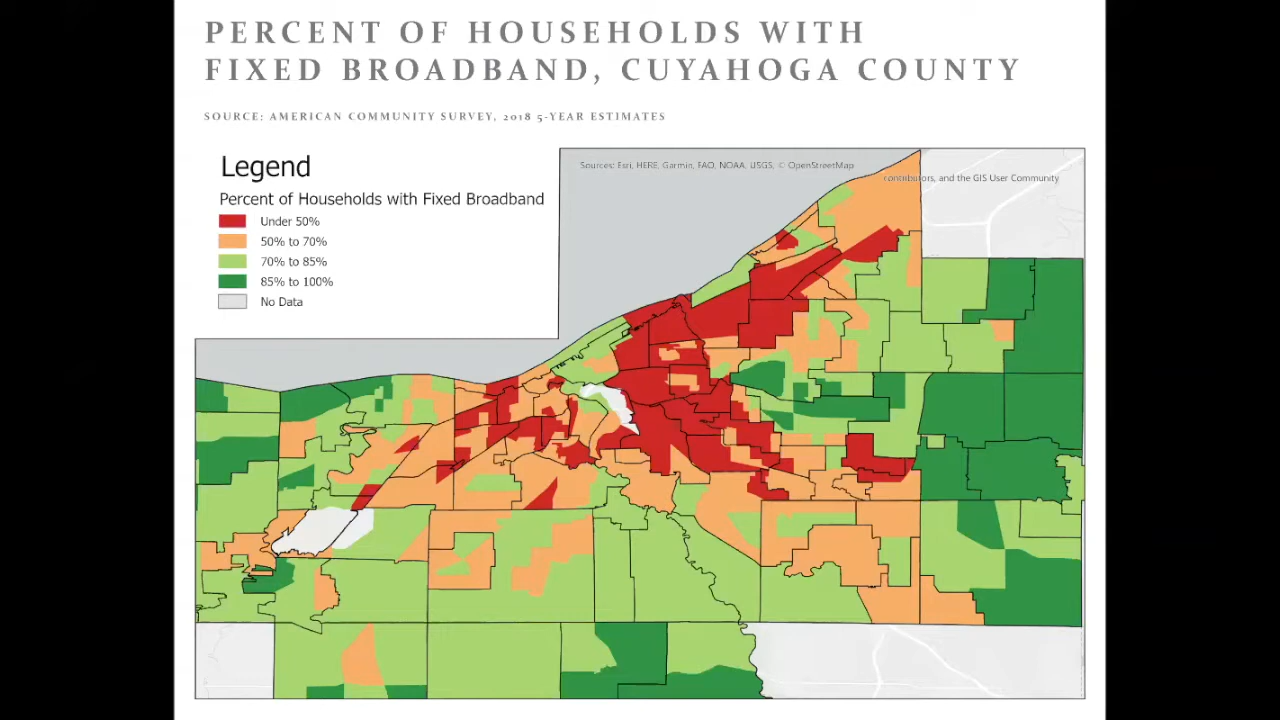 PERCENT OF HOUSEHOLDS WITH
FIXED BROADBAND, CUYAHOGA COUNTY
SOURCE: AMERICAN COMMUNITY SURVEY, 2018 5-YEAR ESTIMATES
Legend
Percent of Households with Fixed Broadband
Under 50%
50% to 70%
70% to 85%
85% to 100%
No Data
Sources: Esri, HERE, Garmin, FAO, NOAA, USGS, © OpenStreetMap
contributors, and the GIS User Community